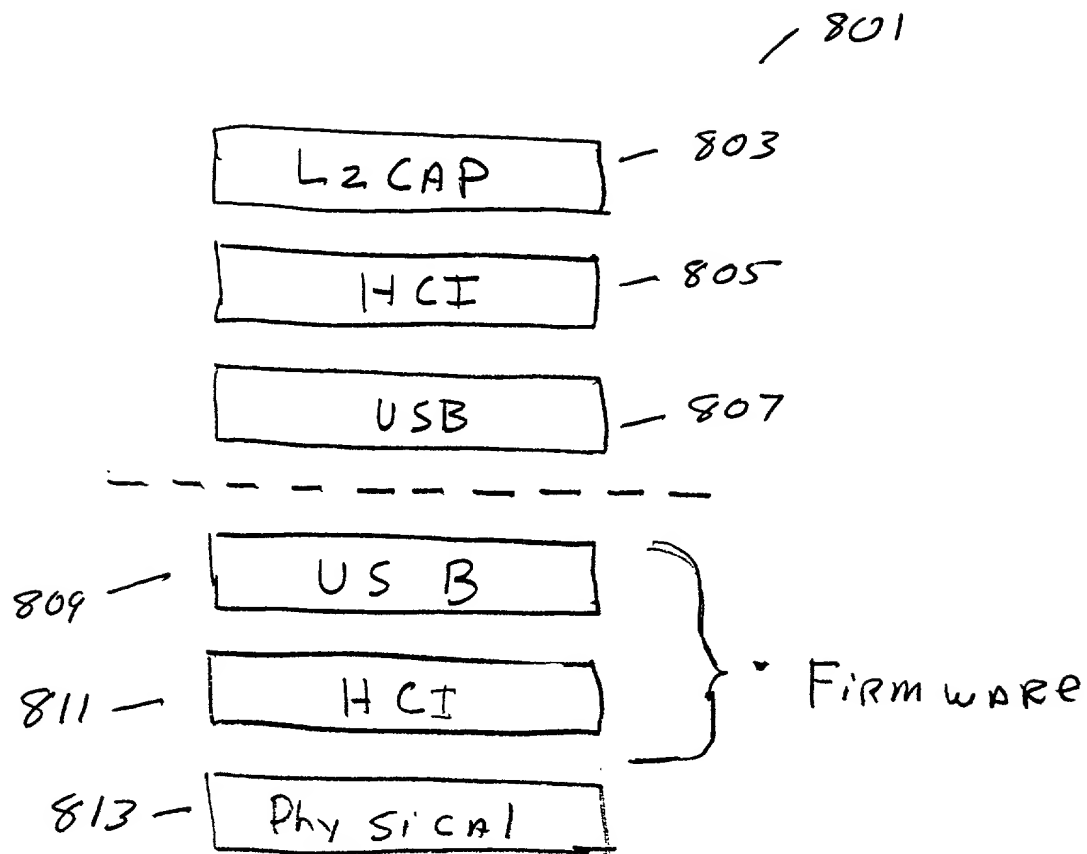 801
L2CAP 803
HCI 805
USB 807
809 USB
811 HCI
FiRMWARe
813 PhySiCAl